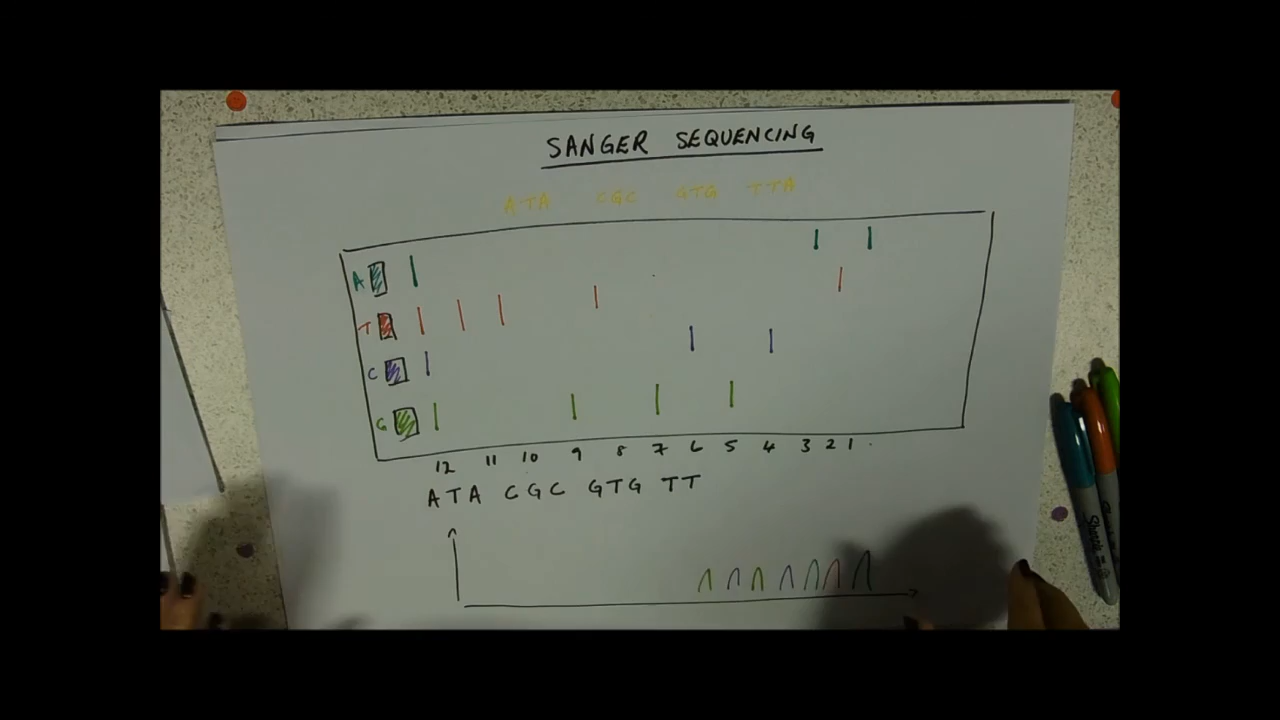 SANGER SEQUENCING
ATA CGC GTG TTA
A
T
C
G
12 11 10 9 8 7 6 5 4 3 2 1
ATA CGC GTG TT
Sharpie